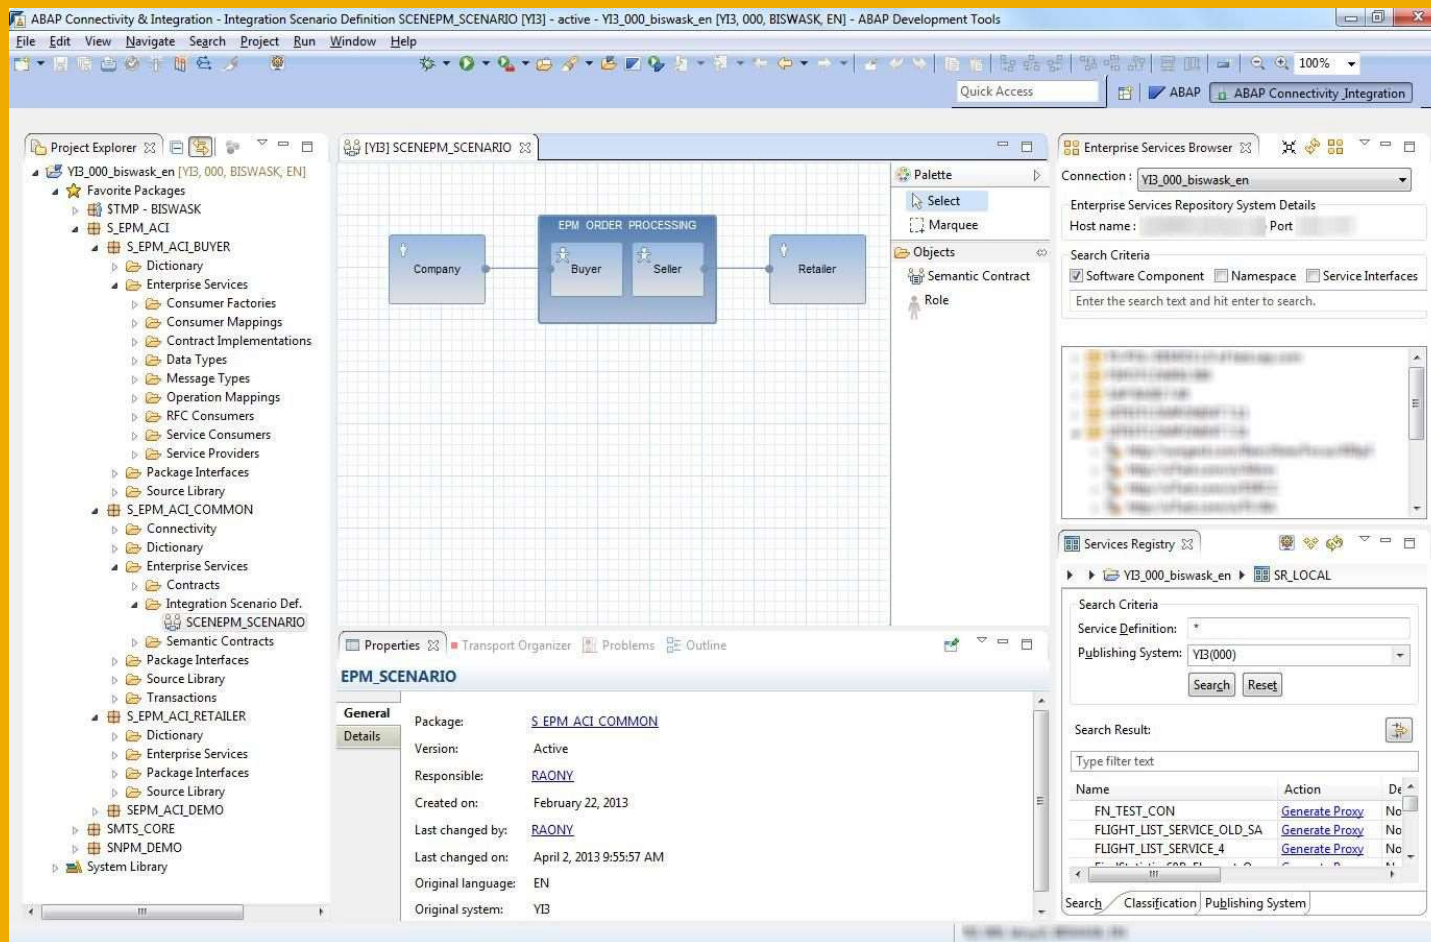 ABAP Connectivity & Integration - Integration Scenario Definition SCENEPM_SCENARIO [YI3] - active - YI3_000_biswask_en [YI3, 000, BISWASK, EN] - ABAP Development Tools
File Edit View Navigate Search Project Run Window Help
100%
Quick Access
ABAP
ABAP Connectivity_Integration
Project Explorer
YI3_000_biswask_en [YI3, 000, BISWASK, EN]
Favorite Packages
$TMP - BISWASK
S_EPM_ACI
S_EPM_ACI_BUYER
Dictionary
Enterprise Services
Consumer Factories
Consumer Mappings
Contract Implementations
Data Types
Message Types
Operation Mappings
RFC Consumers
Service Consumers
Service Providers
Package Interfaces
Source Library
S_EPM_ACI_COMMON
Connectivity
Dictionary
Enterprise Services
Contracts
Integration Scenario Def.
SCENEPM_SCENARIO
Semantic Contracts
Package Interfaces
Source Library
Transactions
S_EPM_ACI_RETAILER
Dictionary
Enterprise Services
Package Interfaces
Source Library
SEPM_ACI_DEMO
SMTS_CORE
SNPM_DEMO
System Library
[YI3] SCENEPM_SCENARIO
EPM ORDER PROCESSING
Company
Buyer
Seller
Retailer
Palette
Select
Marquee
Objects
Semantic Contract
Role
Properties
Transport Organizer
Problems
Outline
EPM_SCENARIO
General
Details
Package: S_EPM_ACI_COMMON
Version: Active
Responsible: RAONY
Created on: February 22, 2013
Last changed by: RAONY
Last changed on: April 2, 2013 9:55:57 AM
Original language: EN
Original system: YI3
Enterprise Services Browser
Connection : YI3_000_biswask_en
Enterprise Services Repository System Details
Host name : Port
Search Criteria
Software Component Namespace Service Interfaces
Enter the search text and hit enter to search.
Services Registry
YI3_000_biswask_en SR_LOCAL
Search Criteria
Service Definition: *
Publishing System: YI3(000)
Search Reset
Search Result:
Type filter text
Name Action De
FN_TEST_CON Generate Proxy No
FLIGHT_LIST_SERVICE_OLD_SA Generate Proxy No
FLIGHT_LIST_SERVICE_4 Generate Proxy No
Search Classification Publishing System